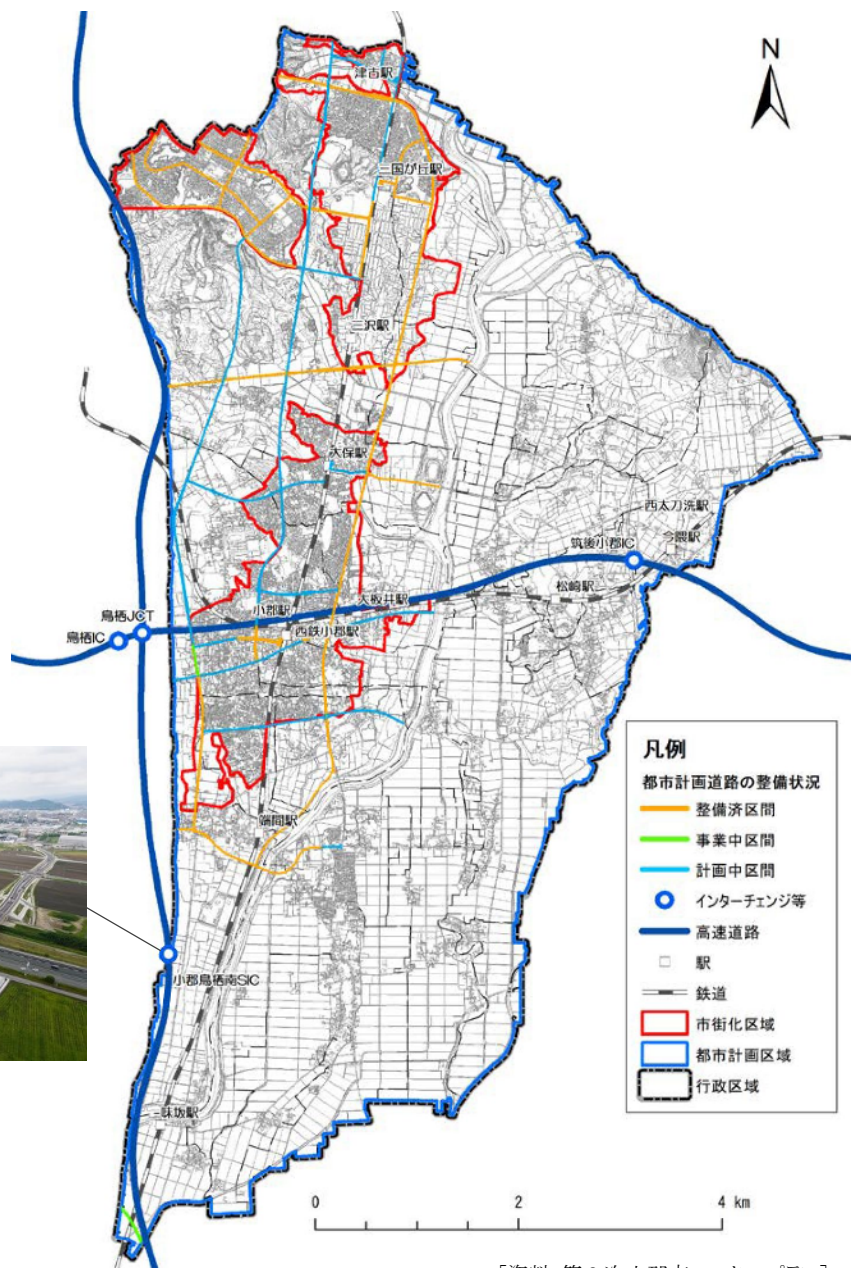 N
津古駅
三国が丘駅
三沢駅
大保駅
西太刀洗駅
今隈駅
筑後小郡IC
松崎駅
大板井駅
小郡駅
鳥栖JCT
西鉄小郡駅
鳥栖IC
端間駅
小郡鳥栖南SIC
味坂駅
凡例
都市計画道路の整備状況
整備済区間
事業中区間
計画中区間
インターチェンジ等
高速道路
駅
鉄道
市街化区域
都市計画区域
行政区域
0 2 4 km